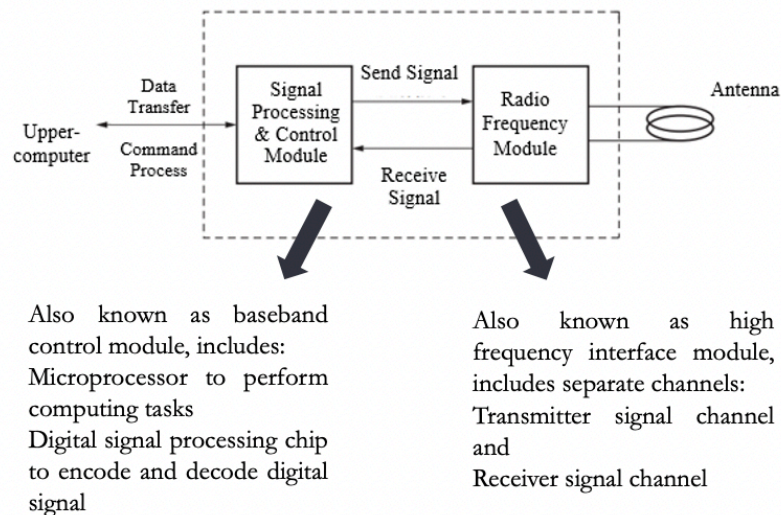 Data
Transfer
Upper-
computer
Command
Process
Signal
Processing
& Control
Module
Send Signal
Receive
Signal
Radio
Frequency
Module
Antenna
Also known as baseband
control module, includes:
Microprocessor to perform
computing tasks
Digital signal processing chip
to encode and decode digital
signal
Also known as high
frequency interface module,
includes separate channels:
Transmitter signal channel
and
Receiver signal channel